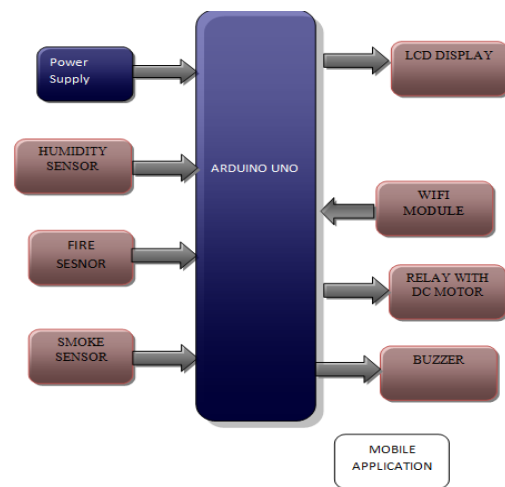 Power
Supply
LCD DISPLAY
HUMIDITY
SENSOR
ARDUINO UNO
WIFI
MODULE
FIRE
SESNOR
RELAY WITH
DC MOTOR
SMOKE
SENSOR
BUZZER
MOBILE
APPLICATION